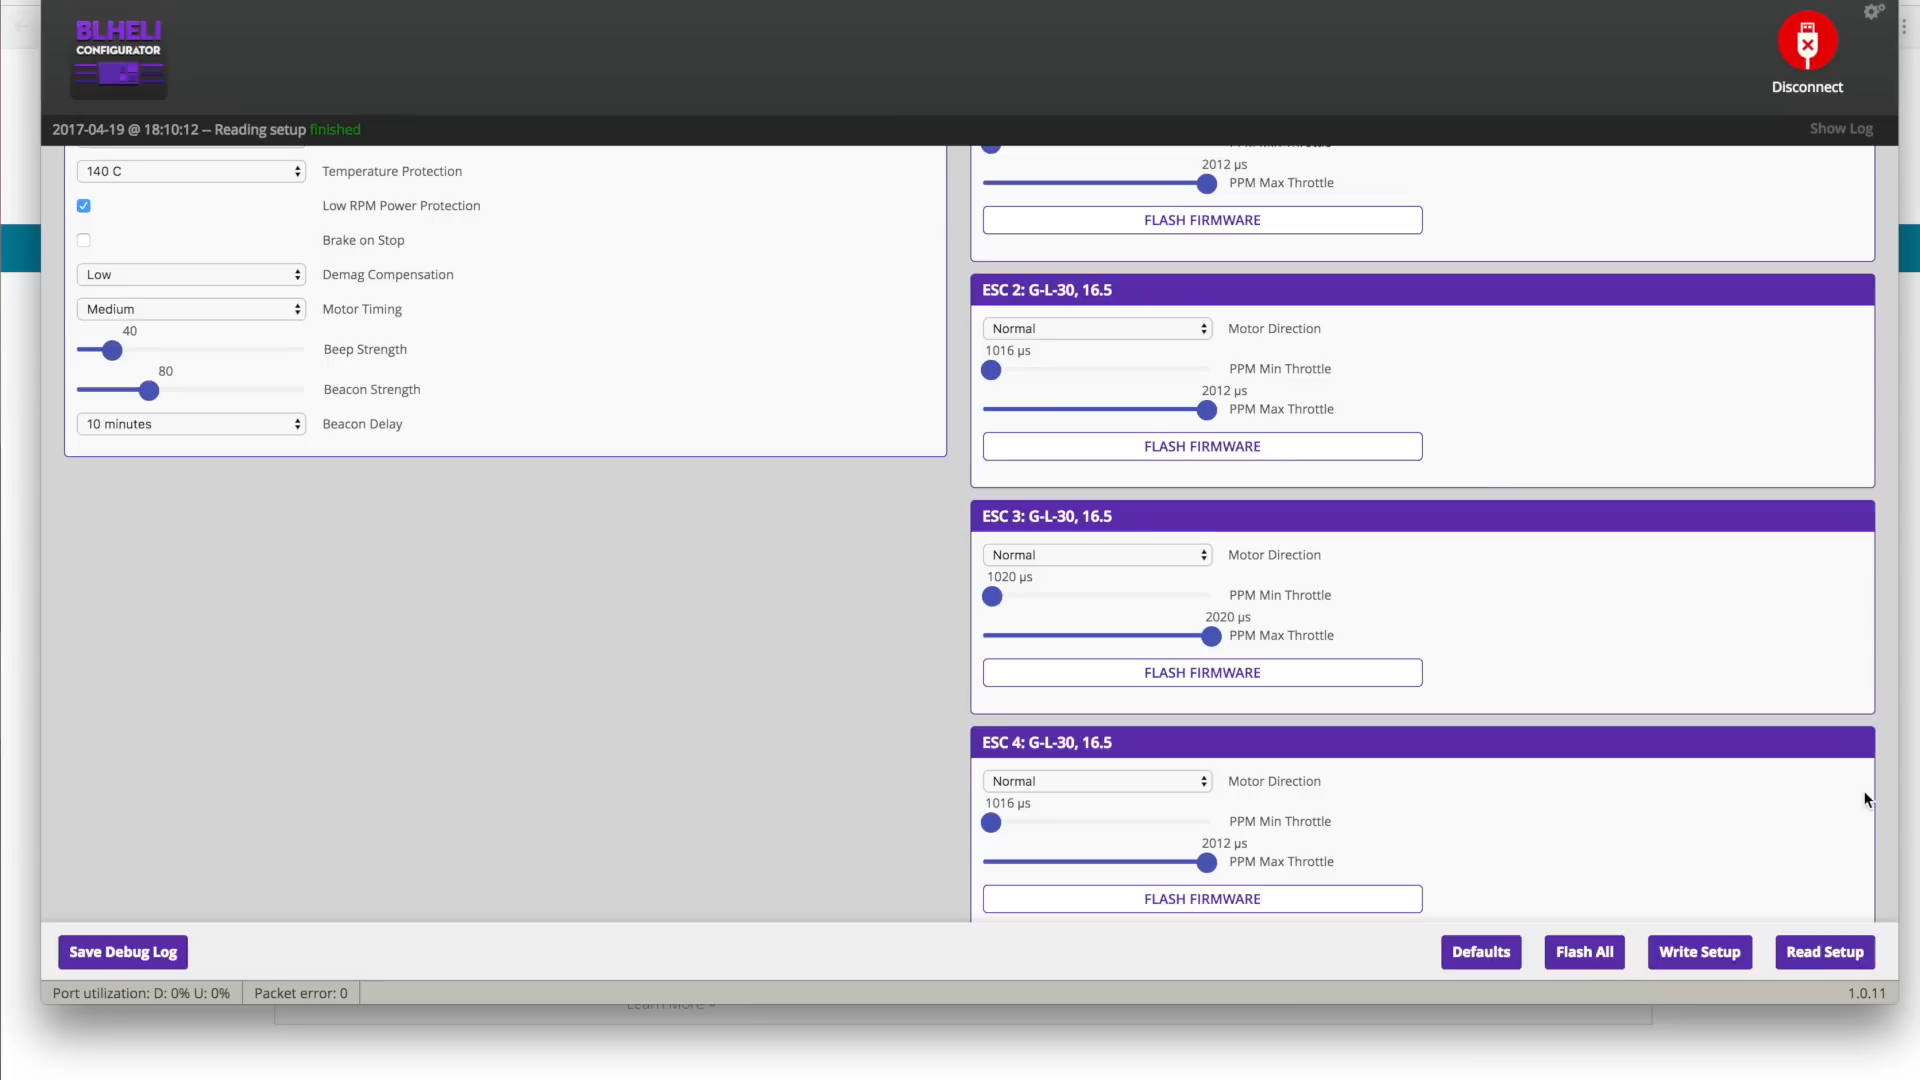 BLHELI
CONFIGURATOR
Disconnect
2017-04-19 @ 18:10:12 -- Reading setup finished
Show Log
140 C
Temperature Protection
Low RPM Power Protection
Brake on Stop
Low
Demag Compensation
Medium
Motor Timing
40
Beep Strength
80
Beacon Strength
10 minutes
Beacon Delay
PPM Min Throttle
2012 µs
PPM Max Throttle
FLASH FIRMWARE
ESC 2: G-L-30, 16.5
Normal
Motor Direction
1016 µs
PPM Min Throttle
2012 µs
PPM Max Throttle
FLASH FIRMWARE
ESC 3: G-L-30, 16.5
Normal
Motor Direction
1020 µs
PPM Min Throttle
2020 µs
PPM Max Throttle
FLASH FIRMWARE
ESC 4: G-L-30, 16.5
Normal
Motor Direction
1016 µs
PPM Min Throttle
2012 µs
PPM Max Throttle
FLASH FIRMWARE
Save Debug Log
Defaults
Flash All
Write Setup
Read Setup
Port utilization: D: 0% U: 0%
Packet error: 0
1.0.11
Learn More »